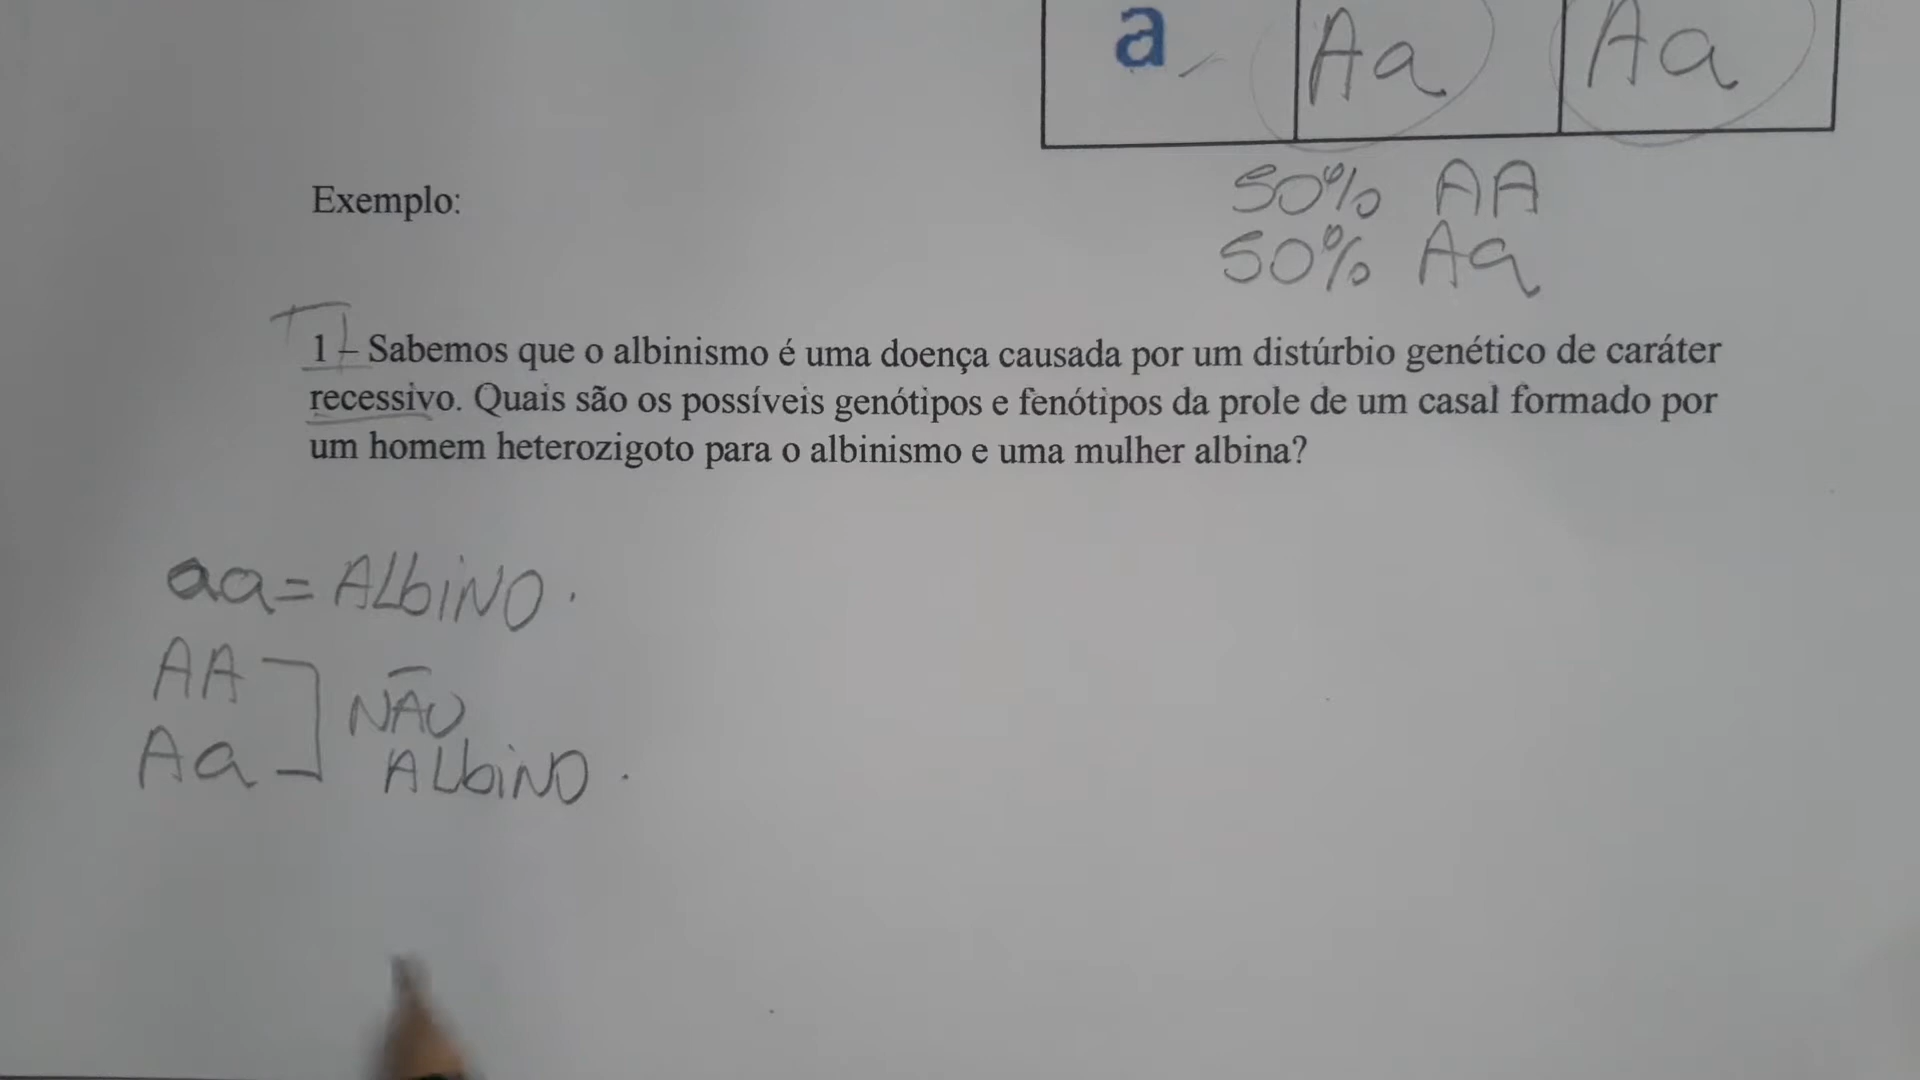 a Aa Aa
50% AA
50% Aa
Exemplo:
1 – Sabemos que o albinismo é uma doença causada por um distúrbio genético de caráter
recessivo. Quais são os possíveis genótipos e fenótipos da prole de um casal formado por
um homem heterozigoto para o albinismo e uma mulher albina?
aa = ALbiNO.
AA
Aa
NÃO
ALbiNO.